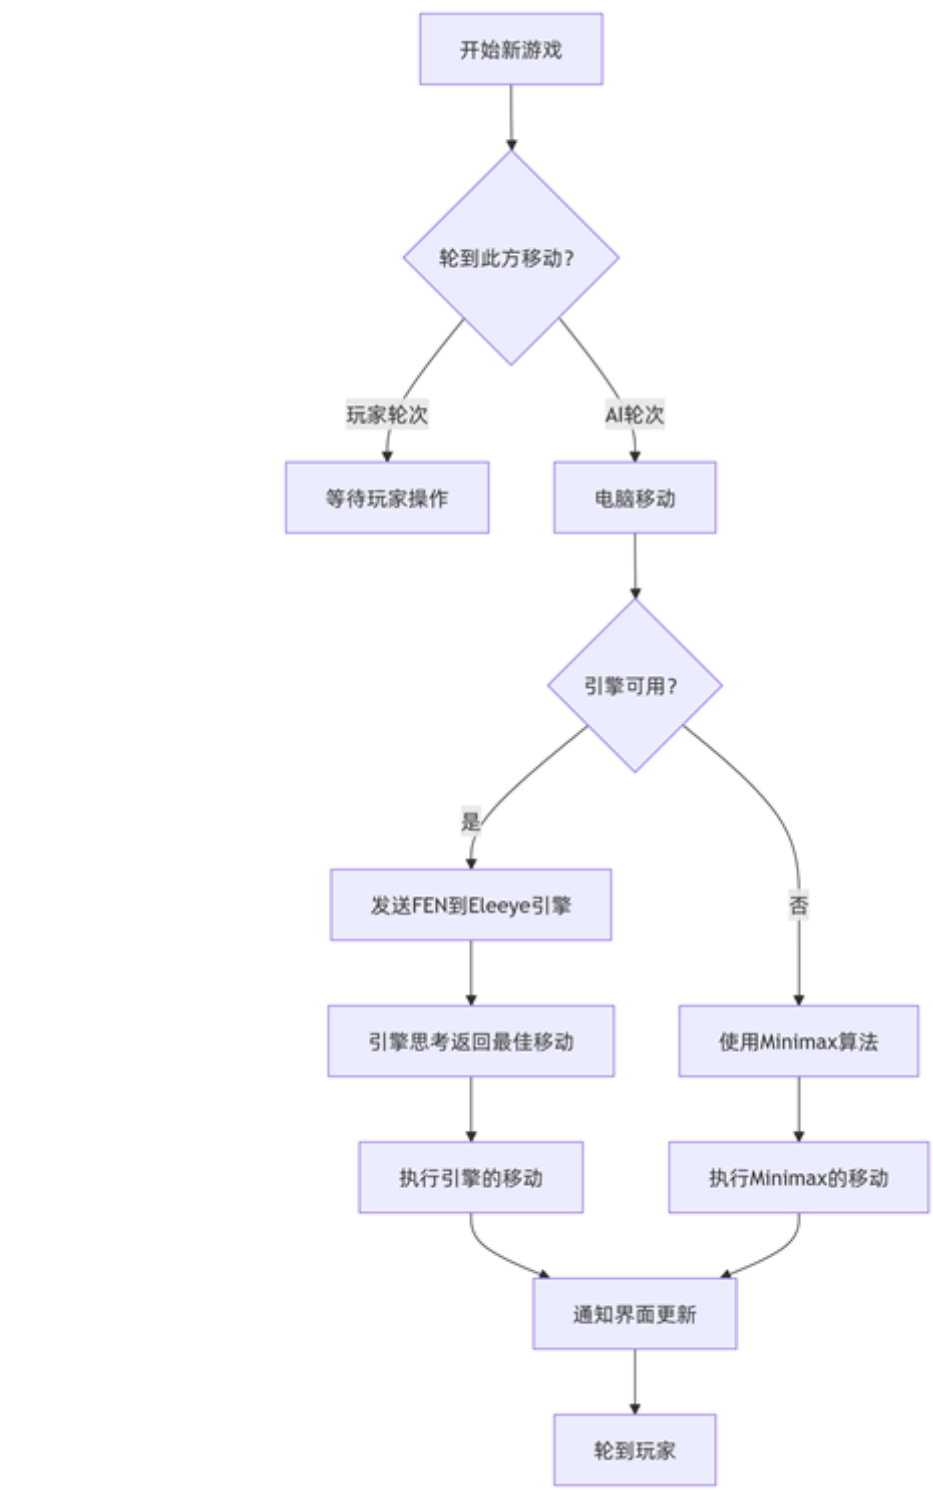 开始新游戏
轮到此方移动？
玩家轮次
AI轮次
等待玩家操作
电脑移动
引擎可用？
是
发送FEN到Eleeye引擎
否
引擎思考返回最佳移动
使用Minimax算法
执行引擎的移动
执行Minimax的移动
通知界面更新
轮到玩家